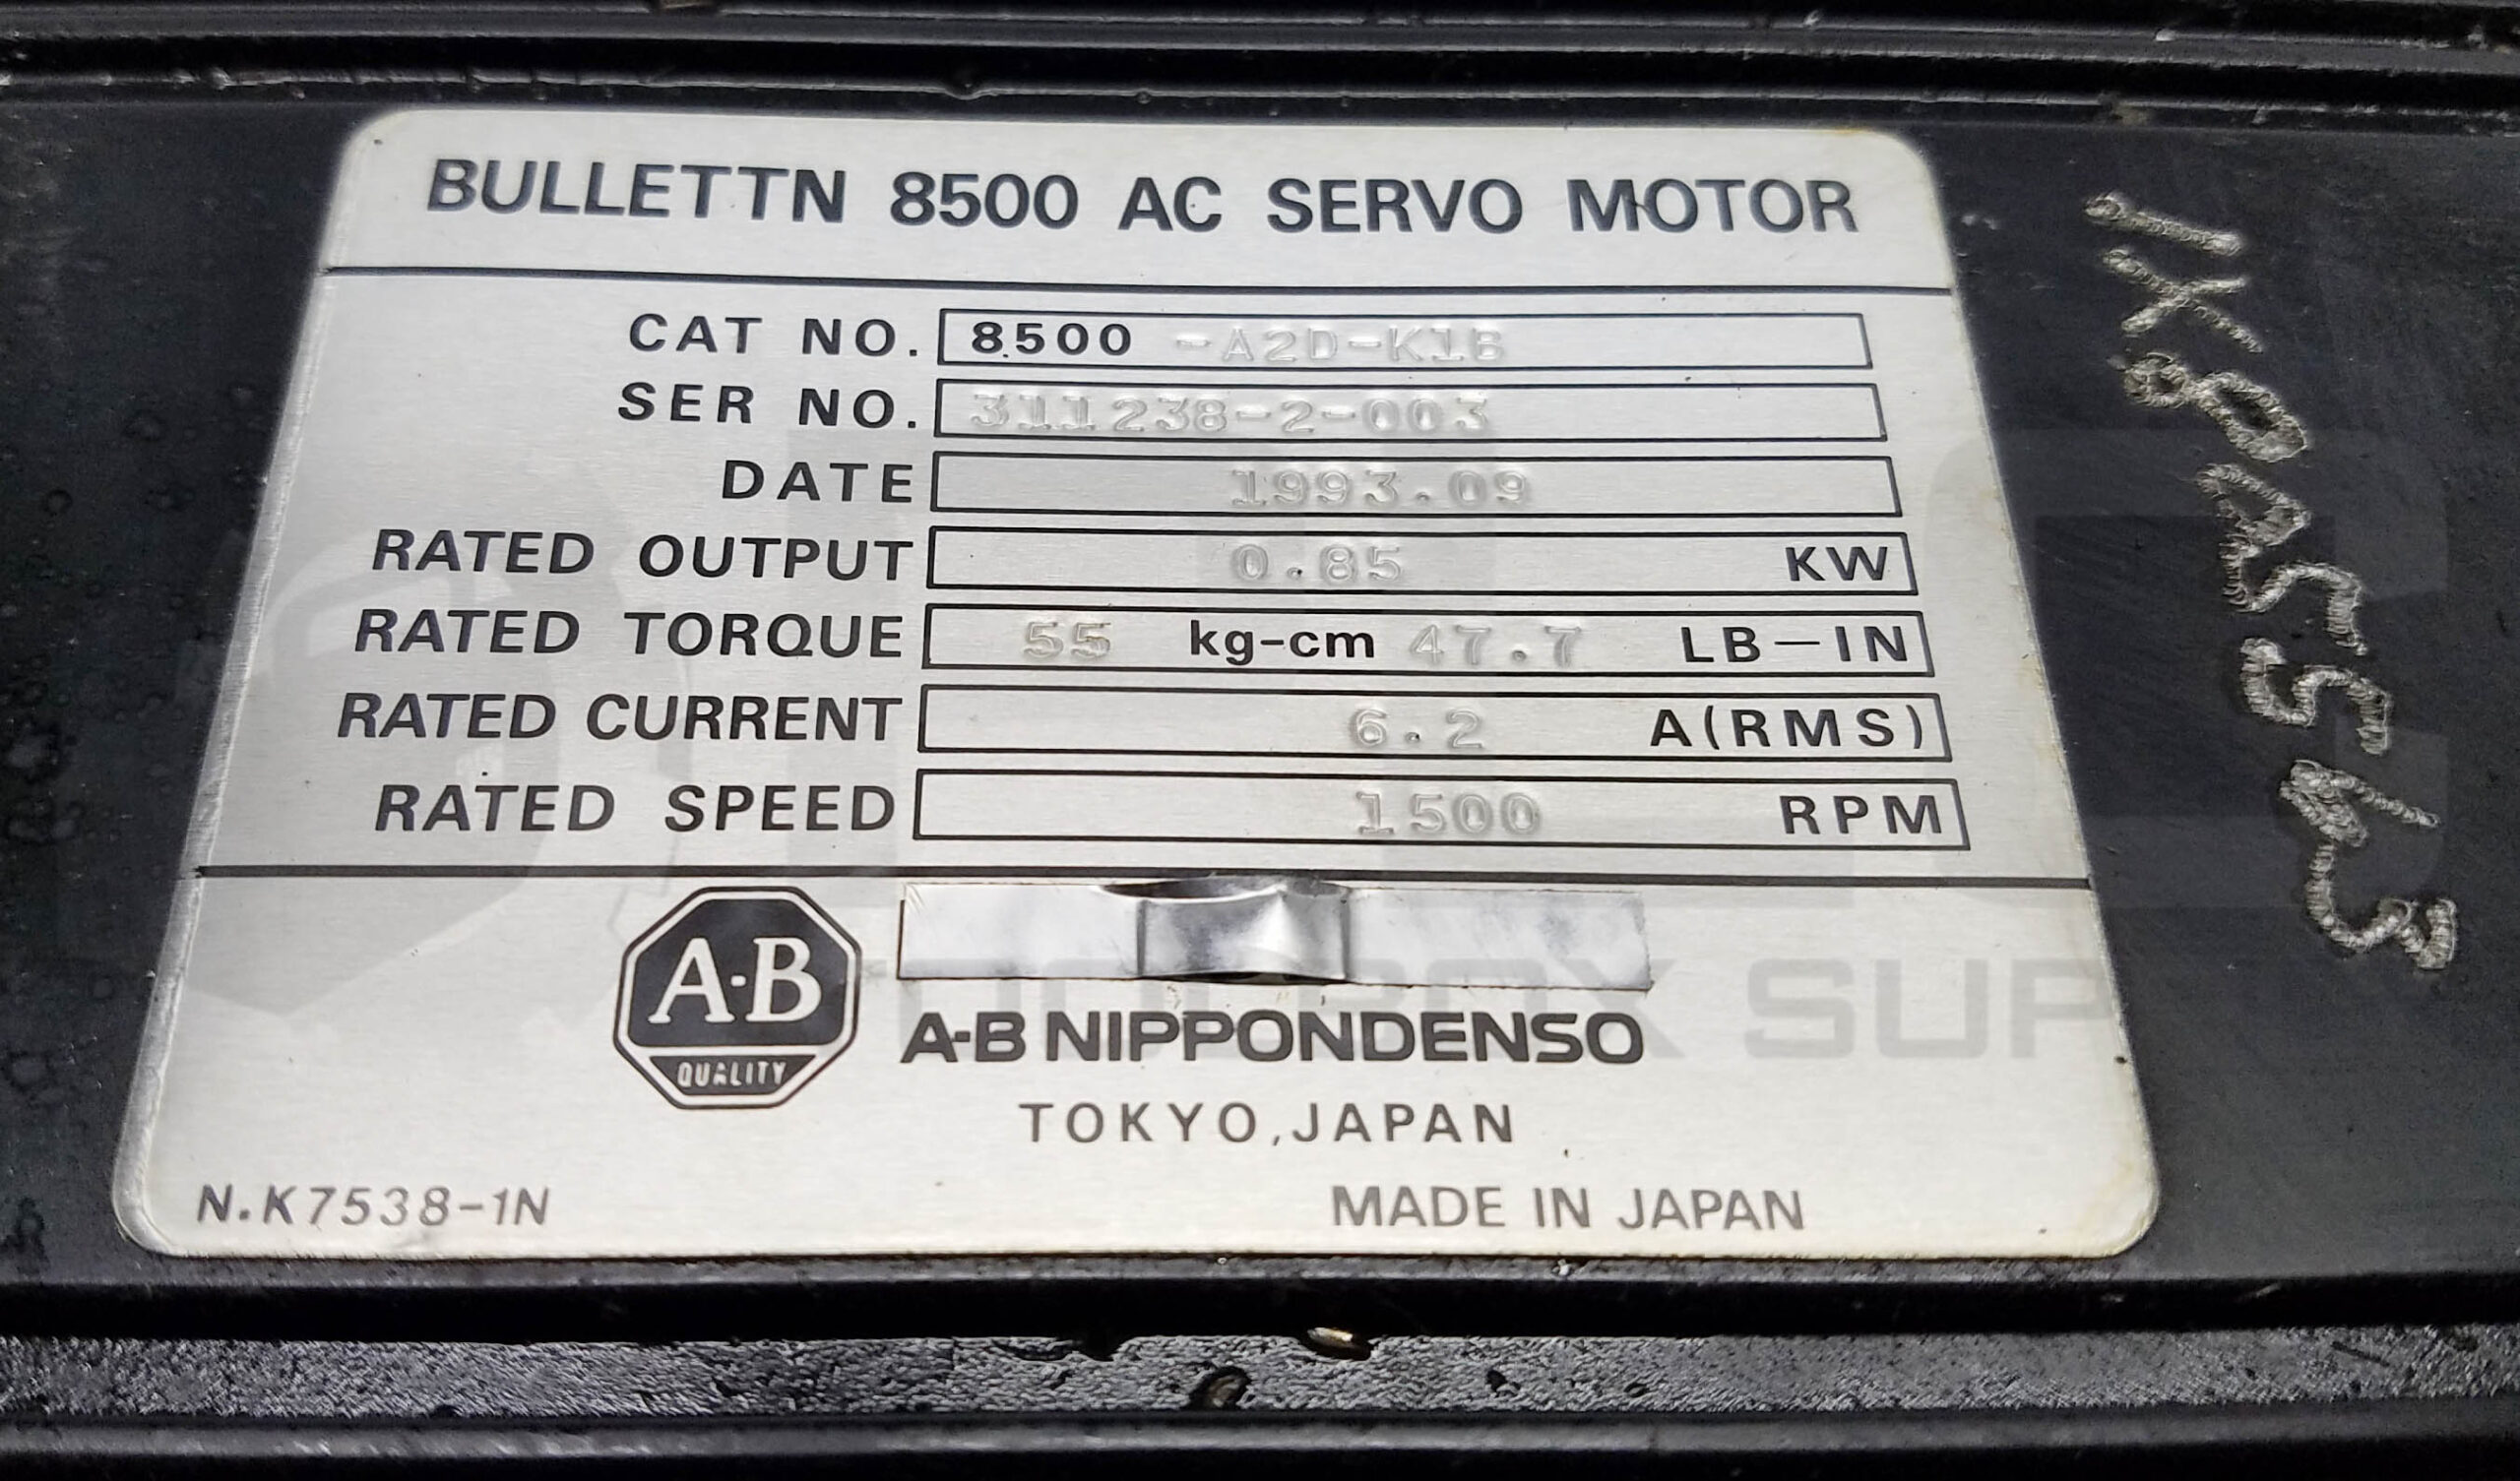 BULLETTN 8500 AC SERVO MOTOR
CAT NO. 8500 -A2D-K1B
SER NO. 311238-2-003
DATE 1993.09
RATED OUTPUT 0.85 KW
RATED TORQUE 55 kg-cm 47.7 LB-IN
RATED CURRENT 6.2 A(RMS)
RATED SPEED 1500 RPM
A·B
QUALITY
A-B NIPPONDENSO
TOKYO,JAPAN
N.K7538-1N
MADE IN JAPAN